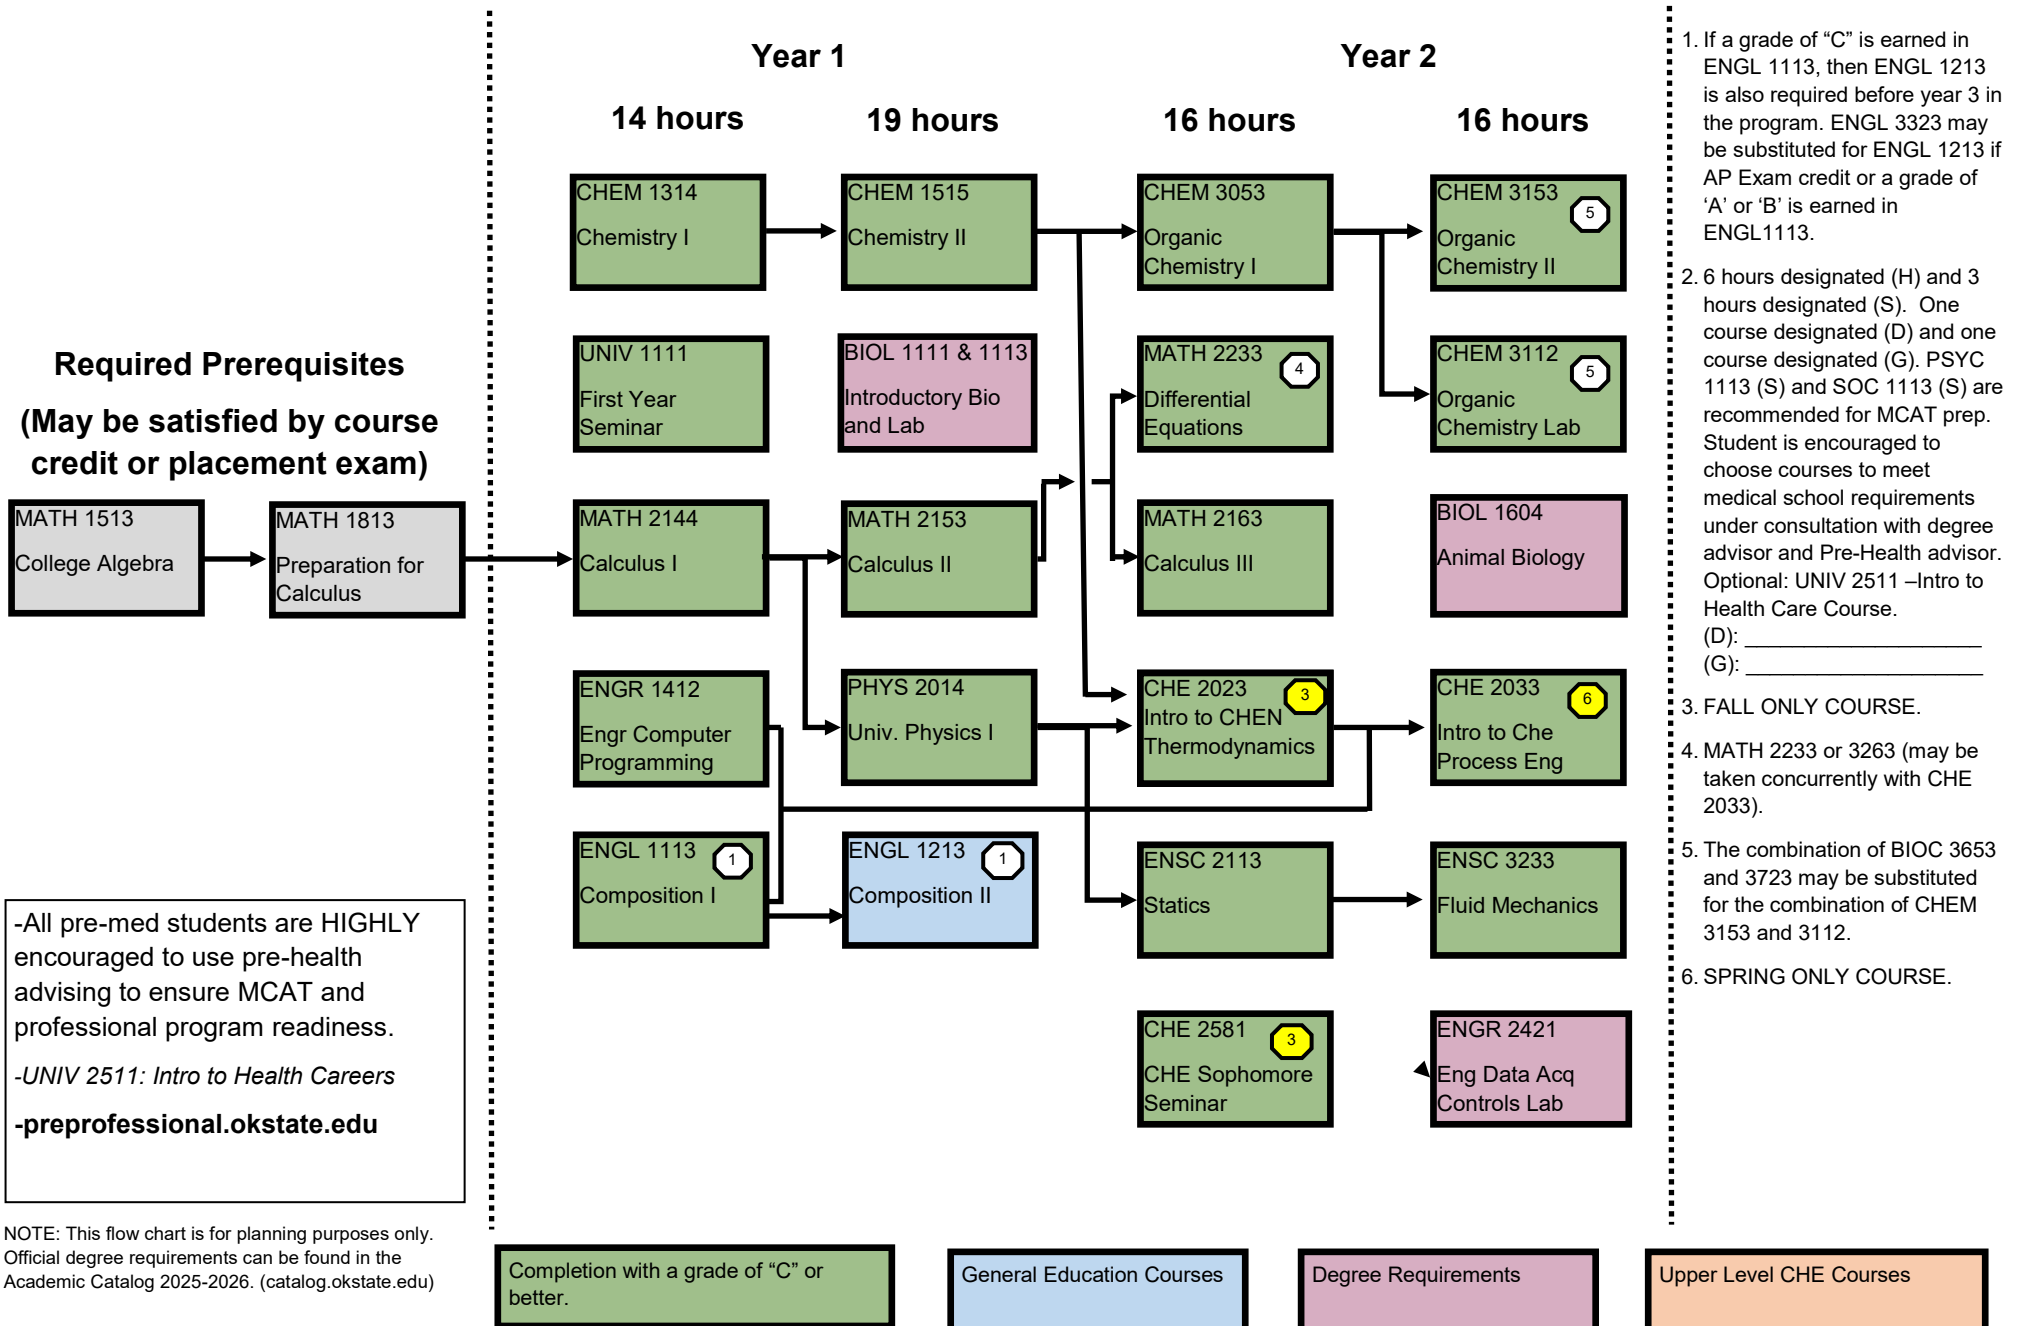 Year 1
Year 2
14 hours
19 hours
16 hours
16 hours
Required Prerequisites
(May be satisfied by course
credit or placement exam)
MATH 1513
College Algebra
MATH 1813
Preparation for
Calculus
CHEM 1314
Chemistry I
UNIV 1111
First Year
Seminar
MATH 2144
Calculus I
ENGR 1412
Engr Computer
Programming
ENGL 1113
1
Composition I
CHEM 1515
Chemistry II
BIOL 1111 & 1113
Introductory Bio
and Lab
MATH 2153
Calculus II
PHYS 2014
Univ. Physics I
ENGL 1213
1
Composition II
CHEM 3053
Organic
Chemistry I
MATH 2233
4
Differential
Equations
MATH 2163
Calculus III
CHE 2023
3
Intro to CHEN
Thermodynamics
ENSC 2113
Statics
CHE 2581
3
CHE Sophomore
Seminar
CHEM 3153
5
Organic
Chemistry II
CHEM 3112
5
Organic
Chemistry Lab
BIOL 1604
Animal Biology
CHE 2033
6
Intro to Che
Process Eng
ENSC 3233
Fluid Mechanics
ENGR 2421
Eng Data Acq
Controls Lab
1. If a grade of “C” is earned in
ENGL 1113, then ENGL 1213
is also required before year 3 in
the program. ENGL 3323 may
be substituted for ENGL 1213 if
AP Exam credit or a grade of
‘A’ or ‘B’ is earned in
ENGL1113.
2. 6 hours designated (H) and 3
hours designated (S). One
course designated (D) and one
course designated (G). PSYC
1113 (S) and SOC 1113 (S) are
recommended for MCAT prep.
Student is encouraged to
choose courses to meet
medical school requirements
under consultation with degree
advisor and Pre-Health advisor.
Optional: UNIV 2511 –Intro to
Health Care Course.
(D): ____________________
(G): ____________________
3. FALL ONLY COURSE.
4. MATH 2233 or 3263 (may be
taken concurrently with CHE
2033).
5. The combination of BIOC 3653
and 3723 may be substituted
for the combination of CHEM
3153 and 3112.
6. SPRING ONLY COURSE.
-All pre-med students are HIGHLY
encouraged to use pre-health
advising to ensure MCAT and
professional program readiness.
-UNIV 2511: Intro to Health Careers
-preprofessional.okstate.edu
NOTE: This flow chart is for planning purposes only.
Official degree requirements can be found in the
Academic Catalog 2025-2026. (catalog.okstate.edu)
Completion with a grade of “C” or
better.
General Education Courses
Degree Requirements
Upper Level CHE Courses